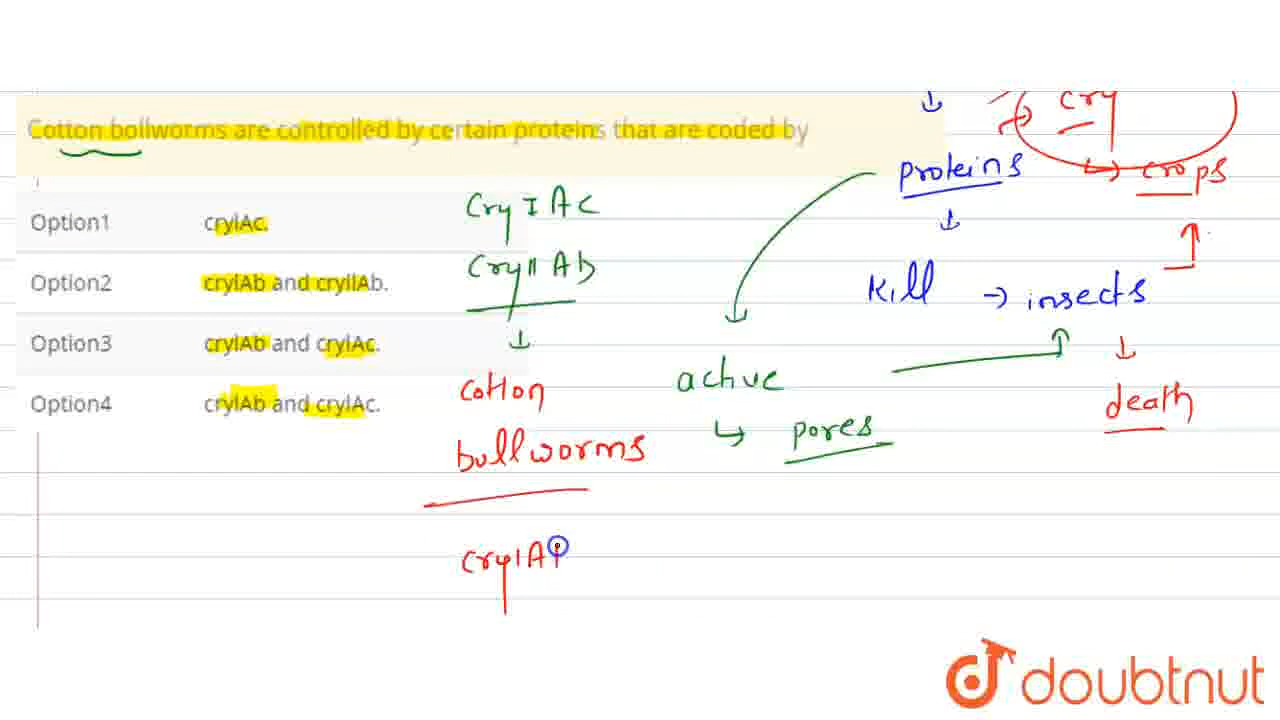 Cotton bollworms are controlled by certain proteins that are coded by
Option1 cryIAc.
Option2 cryIAb and cryIIAb.
Option3 cryIAb and cryIAc.
Option4 cryIAb and cryIAc.
Cry I Ac
Cry II Ab
↓
cotton
bollworms
cry I A
cry
↓
proteins → crops
↓
kill → insects
↓
active
↳ pores
death
doubtnut